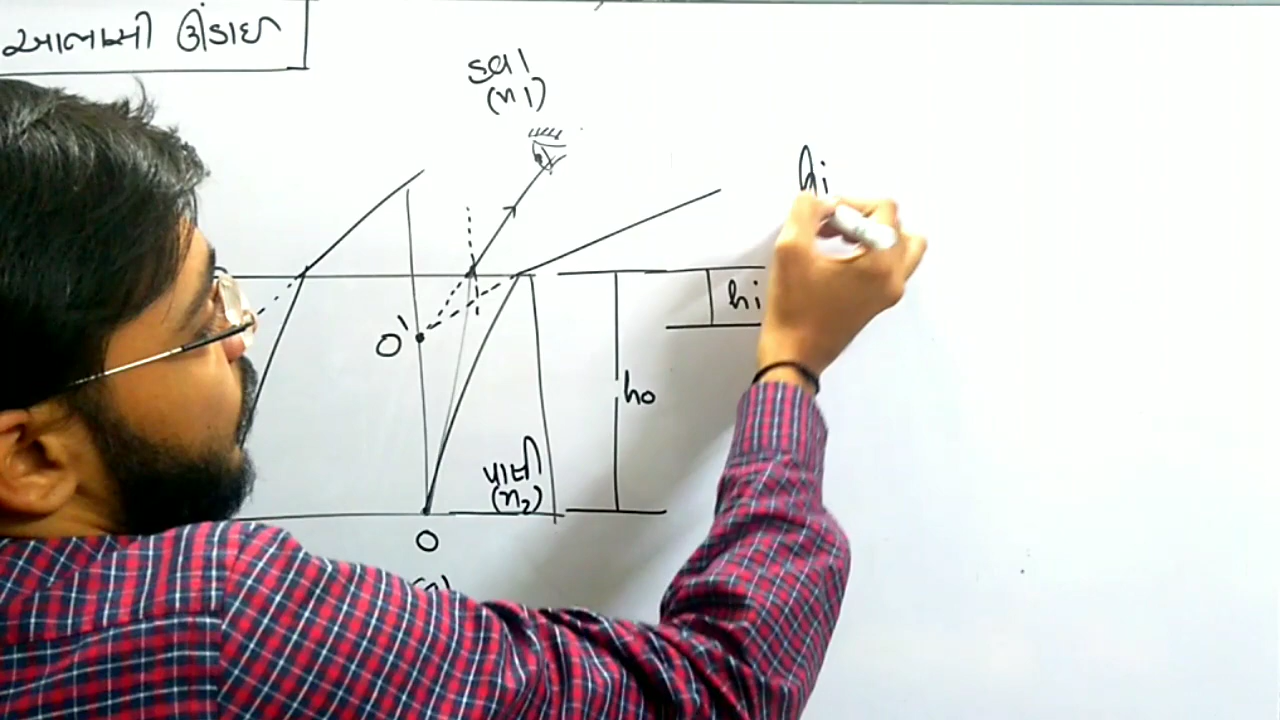 આભાસી ઊંડાઈ
હવા
(n1)
hi
hi
O'
ho
પાણી
(n2)
O